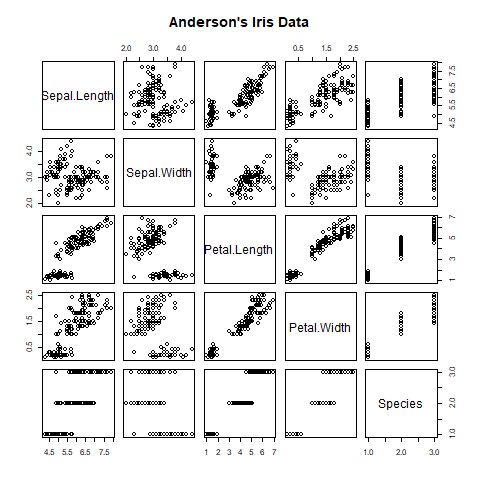 Anderson's Iris Data
2.0 3.0 4.0
0.5 1.5 2.5
Sepal.Length
4.5 5.5 6.5 7.5
2.0 3.0 4.0
Sepal.Width
Petal.Length
1 3 5 7
0.5 1.5 2.5
Petal.Width
Species
1.0 2.0 3.0
4.5 5.5 6.5 7.5
1 2 3 4 5 6 7
1.0 2.0 3.0